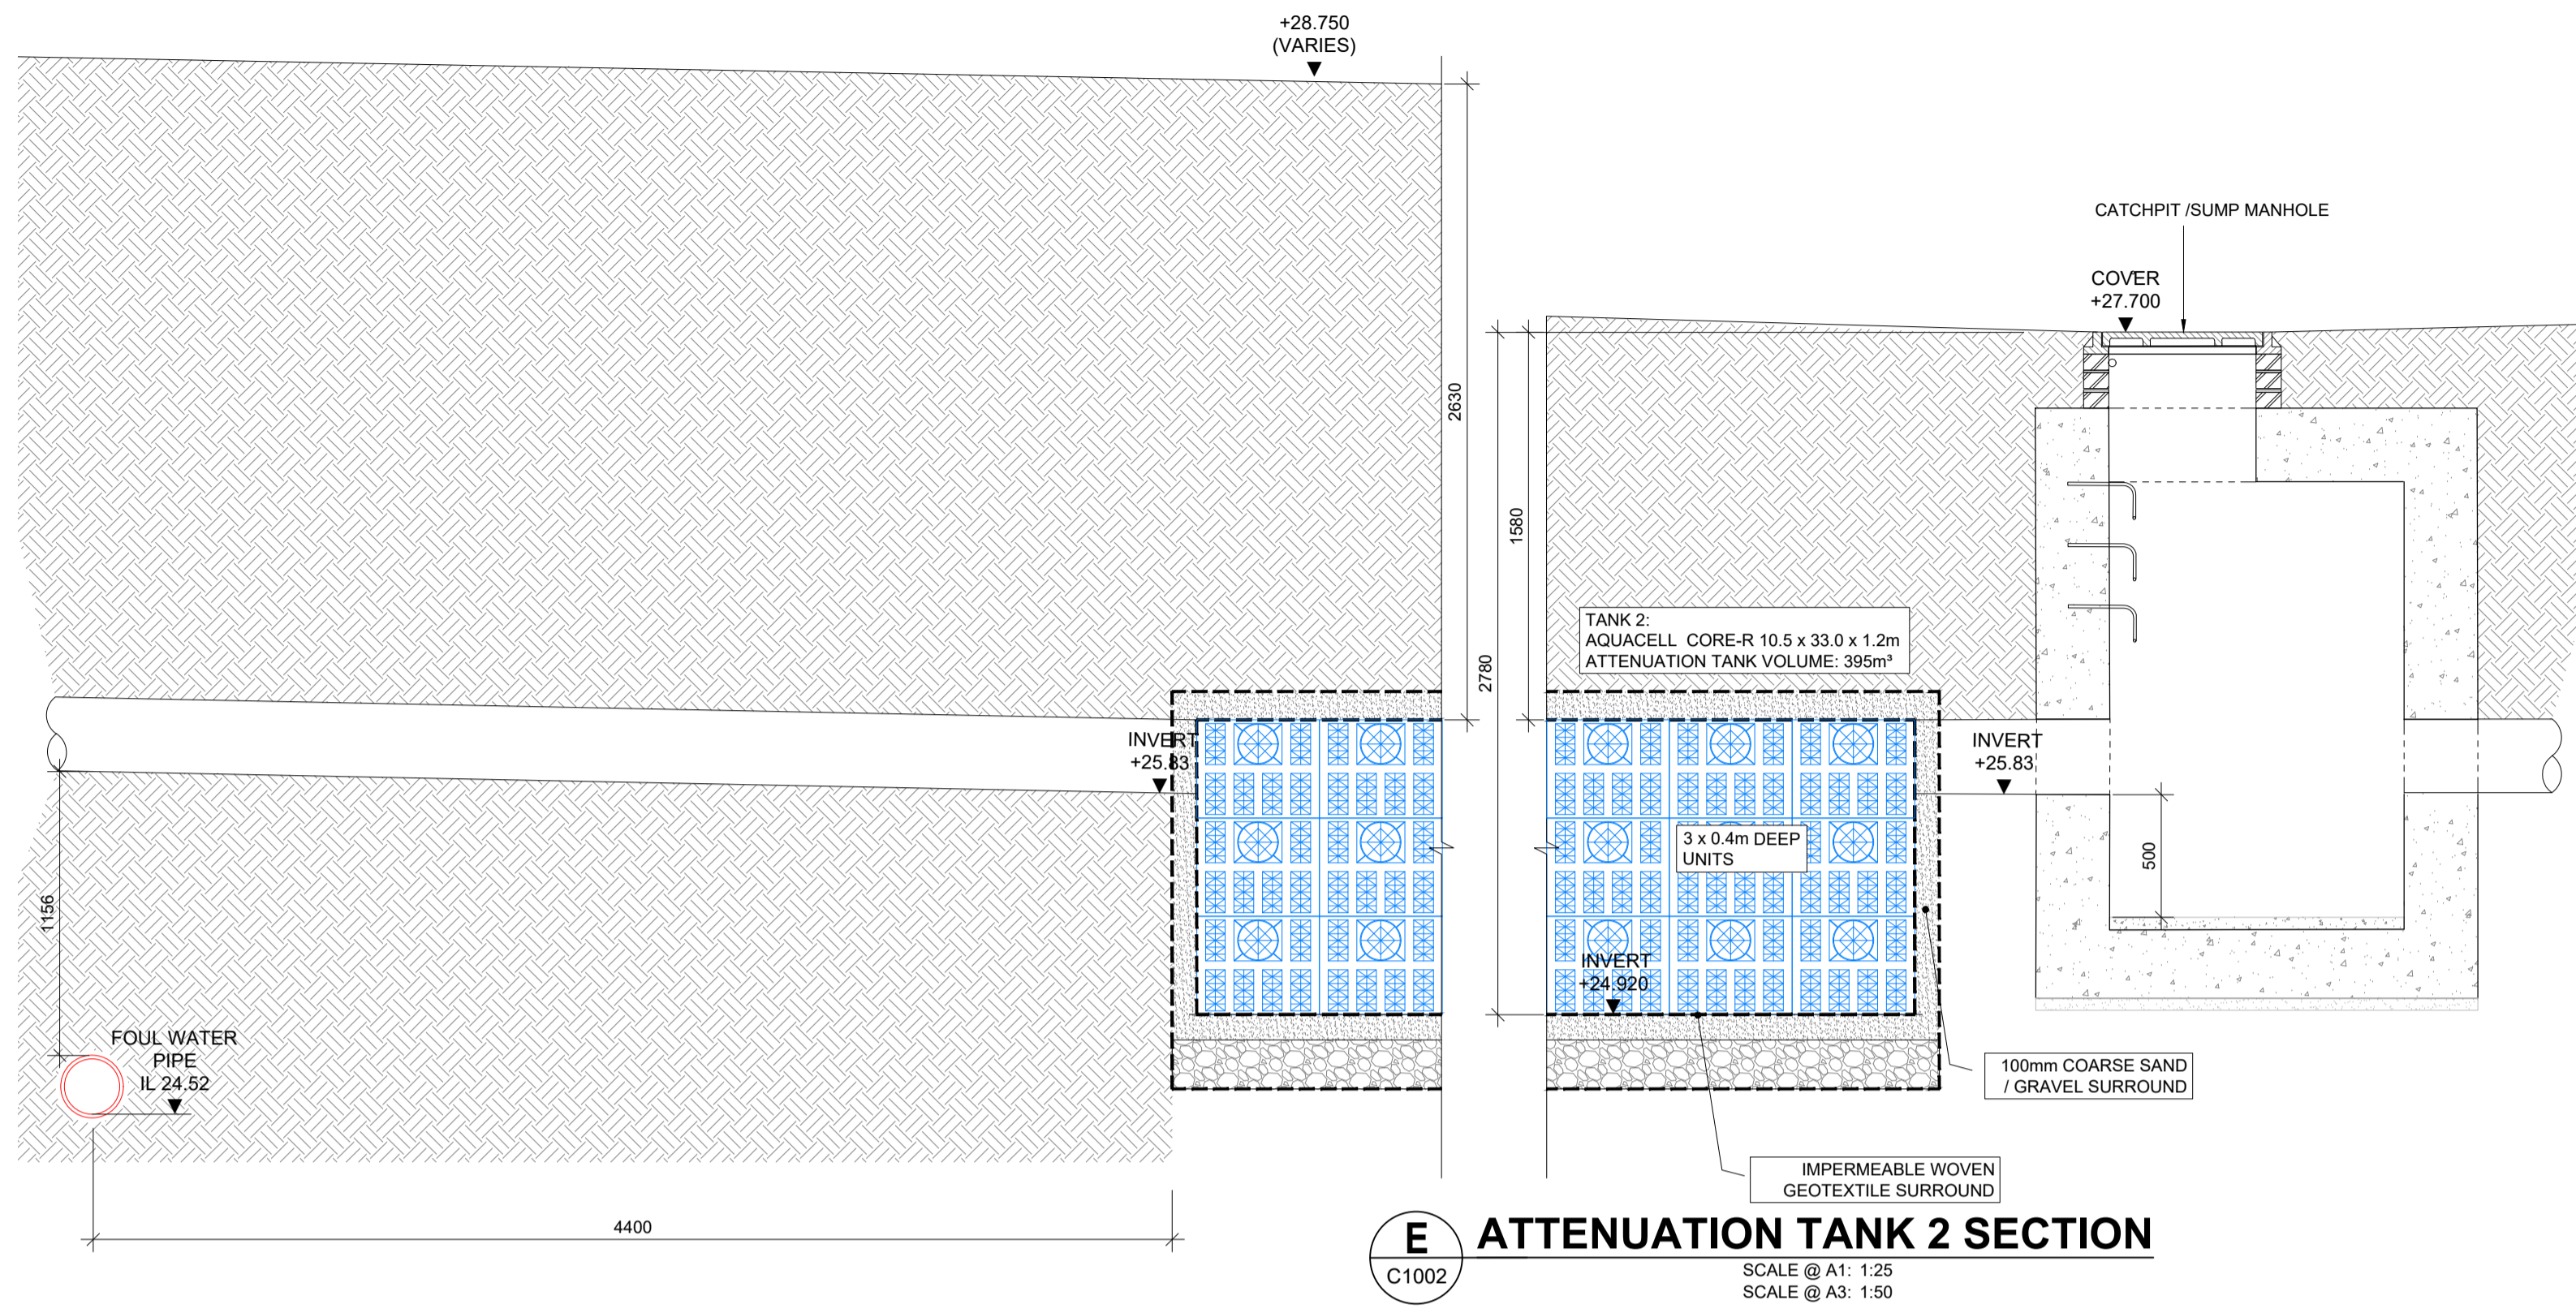 +28.750
(VARIES)
CATCHPIT /SUMP MANHOLE
COVER
+27.700
2630
1580
2780
TANK 2:
AQUACELL CORE-R 10.5 x 33.0 x 1.2m
ATTENUATION TANK VOLUME: 395m³
INVERT
+25.83
INVERT
+25.83
3 x 0.4m DEEP
UNITS
500
1156
INVERT
+24.920
FOUL WATER
PIPE
IL 24.52
100mm COARSE SAND
/ GRAVEL SURROUND
IMPERMEABLE WOVEN
GEOTEXTILE SURROUND
4400
E
C1002
ATTENUATION TANK 2 SECTION
SCALE @ A1: 1:25
SCALE @ A3: 1:50